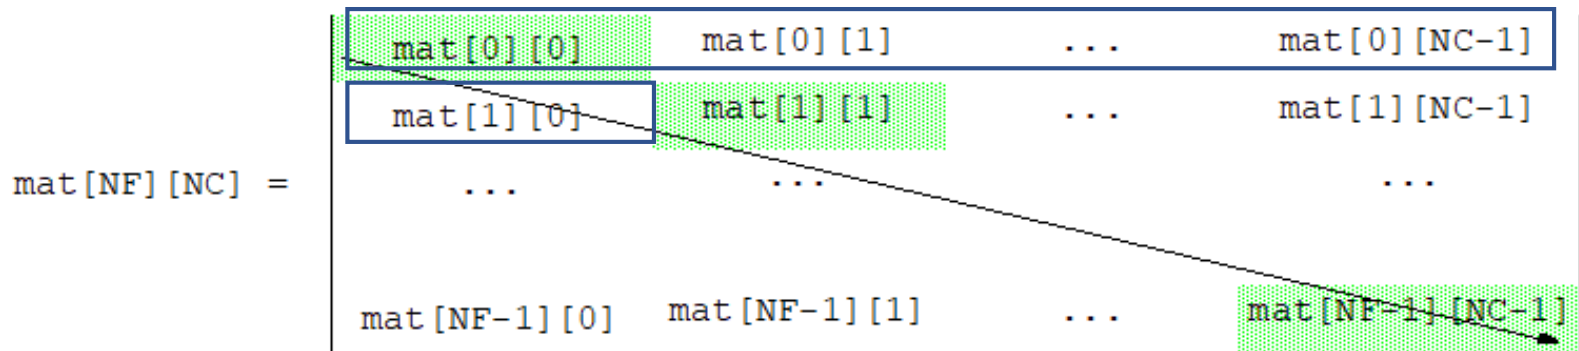 mat[0][0] mat[0][1] ... mat[0][NC-1]
mat[1][0] mat[1][1] ... mat[1][NC-1]
mat[NF][NC] = ... ... ...
mat[NF-1][0] mat[NF-1][1] ... mat[NF-1][NC-1]